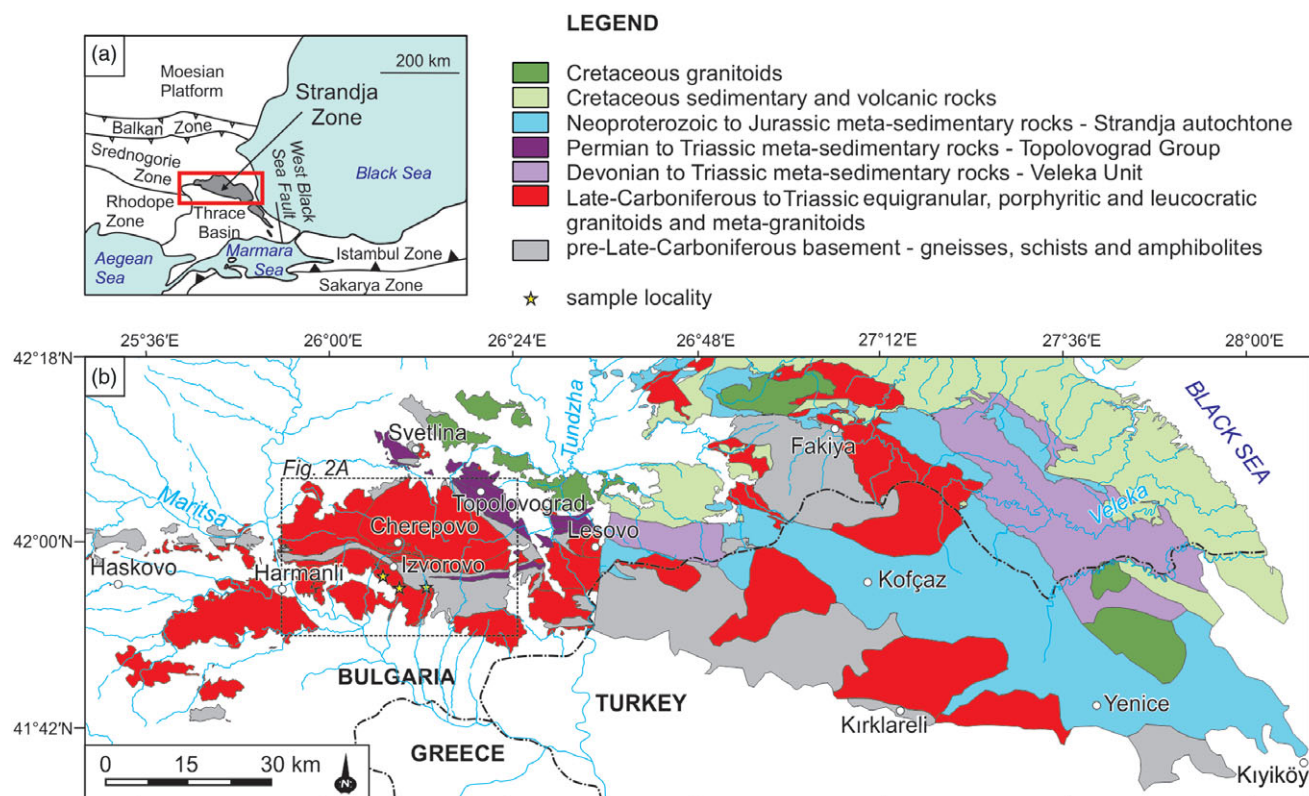 (a)
200 km
Moesian
Platform
Strandja
Zone
Balkan Zone
Srednogorie
Zone
West Black
Sea Fault
Black Sea
Rhodope
Zone
Thrace
Basin
Aegean
Sea
Marmara
Sea
Istambul Zone
Sakarya Zone
LEGEND
Cretaceous granitoids
Cretaceous sedimentary and volcanic rocks
Neoproterozoic to Jurassic meta-sedimentary rocks - Strandja autochtone
Permian to Triassic meta-sedimentary rocks - Topolovograd Group
Devonian to Triassic meta-sedimentary rocks - Veleka Unit
Late-Carboniferous to Triassic equigranular, porphyritic and leucocratic
granitoids and meta-granitoids
pre-Late-Carboniferous basement - gneisses, schists and amphibolites
sample locality
25°36'E 26°00'E 26°24'E 26°48'E 27°12'E 27°36'E 28°00'E
42°18'N
(b)
BLACK SEA
Tundzha
Svetlina
Fakiya
Fig. 2A
Maritsa
Topolovograd
Veleka
Cherepovo
Lesovo
42°00'N
Haskovo
Harmanli
Izvorovo
Kofçaz
BULGARIA
TURKEY
Yenice
41°42'N
Kırklareli
GREECE
Kıyiköy
0 15 30 km
N